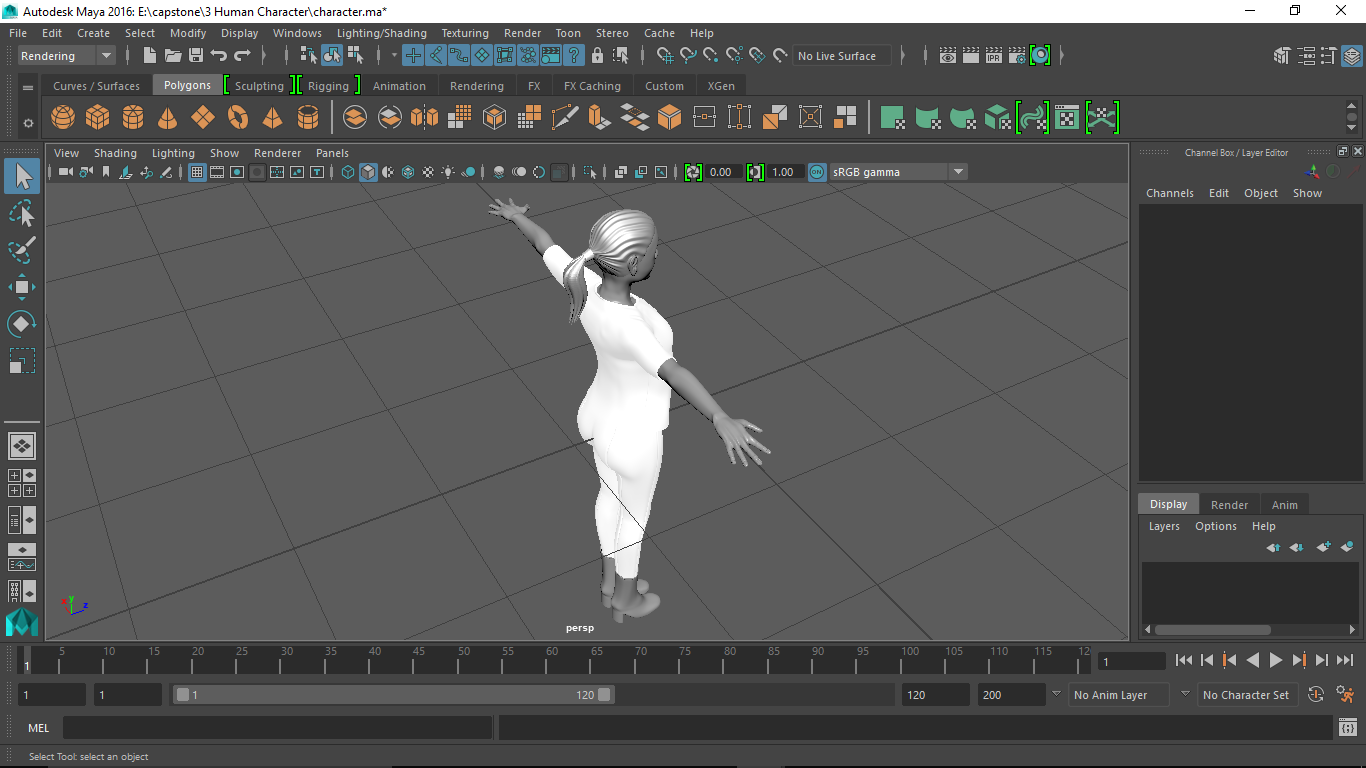 Autodesk Maya 2016: E:\capstone\3 Human Character\character.ma*
File Edit Create Select Modify Display Windows Lighting/Shading Texturing Render Toon Stereo Cache Help
Rendering No Live Surface IPR
Curves / Surfaces Polygons Sculpting Rigging Animation Rendering FX FX Caching Custom XGen
View Shading Lighting Show Renderer Panels
Channel Box / Layer Editor
0.00 1.00 ON sRGB gamma
Channels Edit Object Show
Display Render Anim
Layers Options Help
x y z
persp
5 10 15 20 25 30 35 40 45 50 55 60 65 70 75 80 85 90 95 100 105 110 115 12
1 1
1 1 1 120 120 200 No Anim Layer No Character Set
MEL
Select Tool: select an object